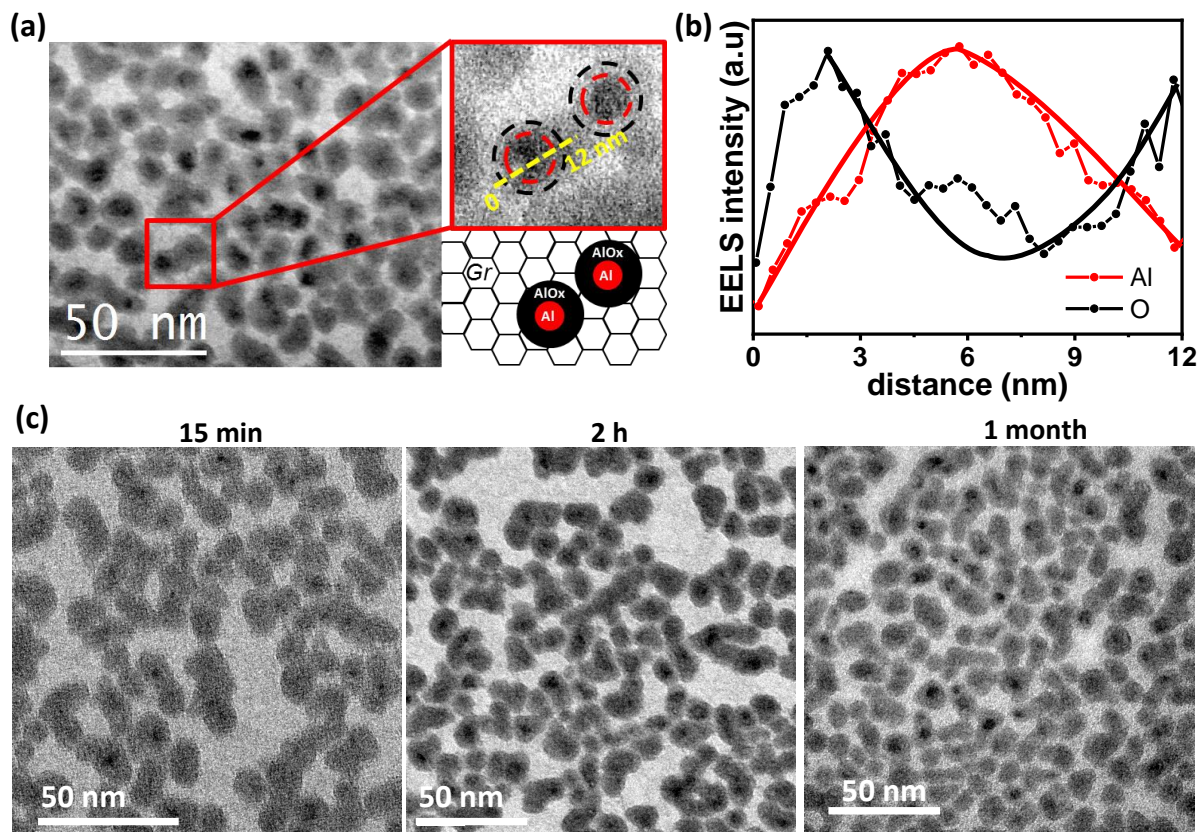 (a)
50 nm
0
12 nm
Gr
AlOx
Al
AlOx
Al
(b)
EELS intensity (a.u)
Al
O
0
3
6
9
12
distance (nm)
(c)
15 min
2 h
1 month
50 nm
50 nm
50 nm